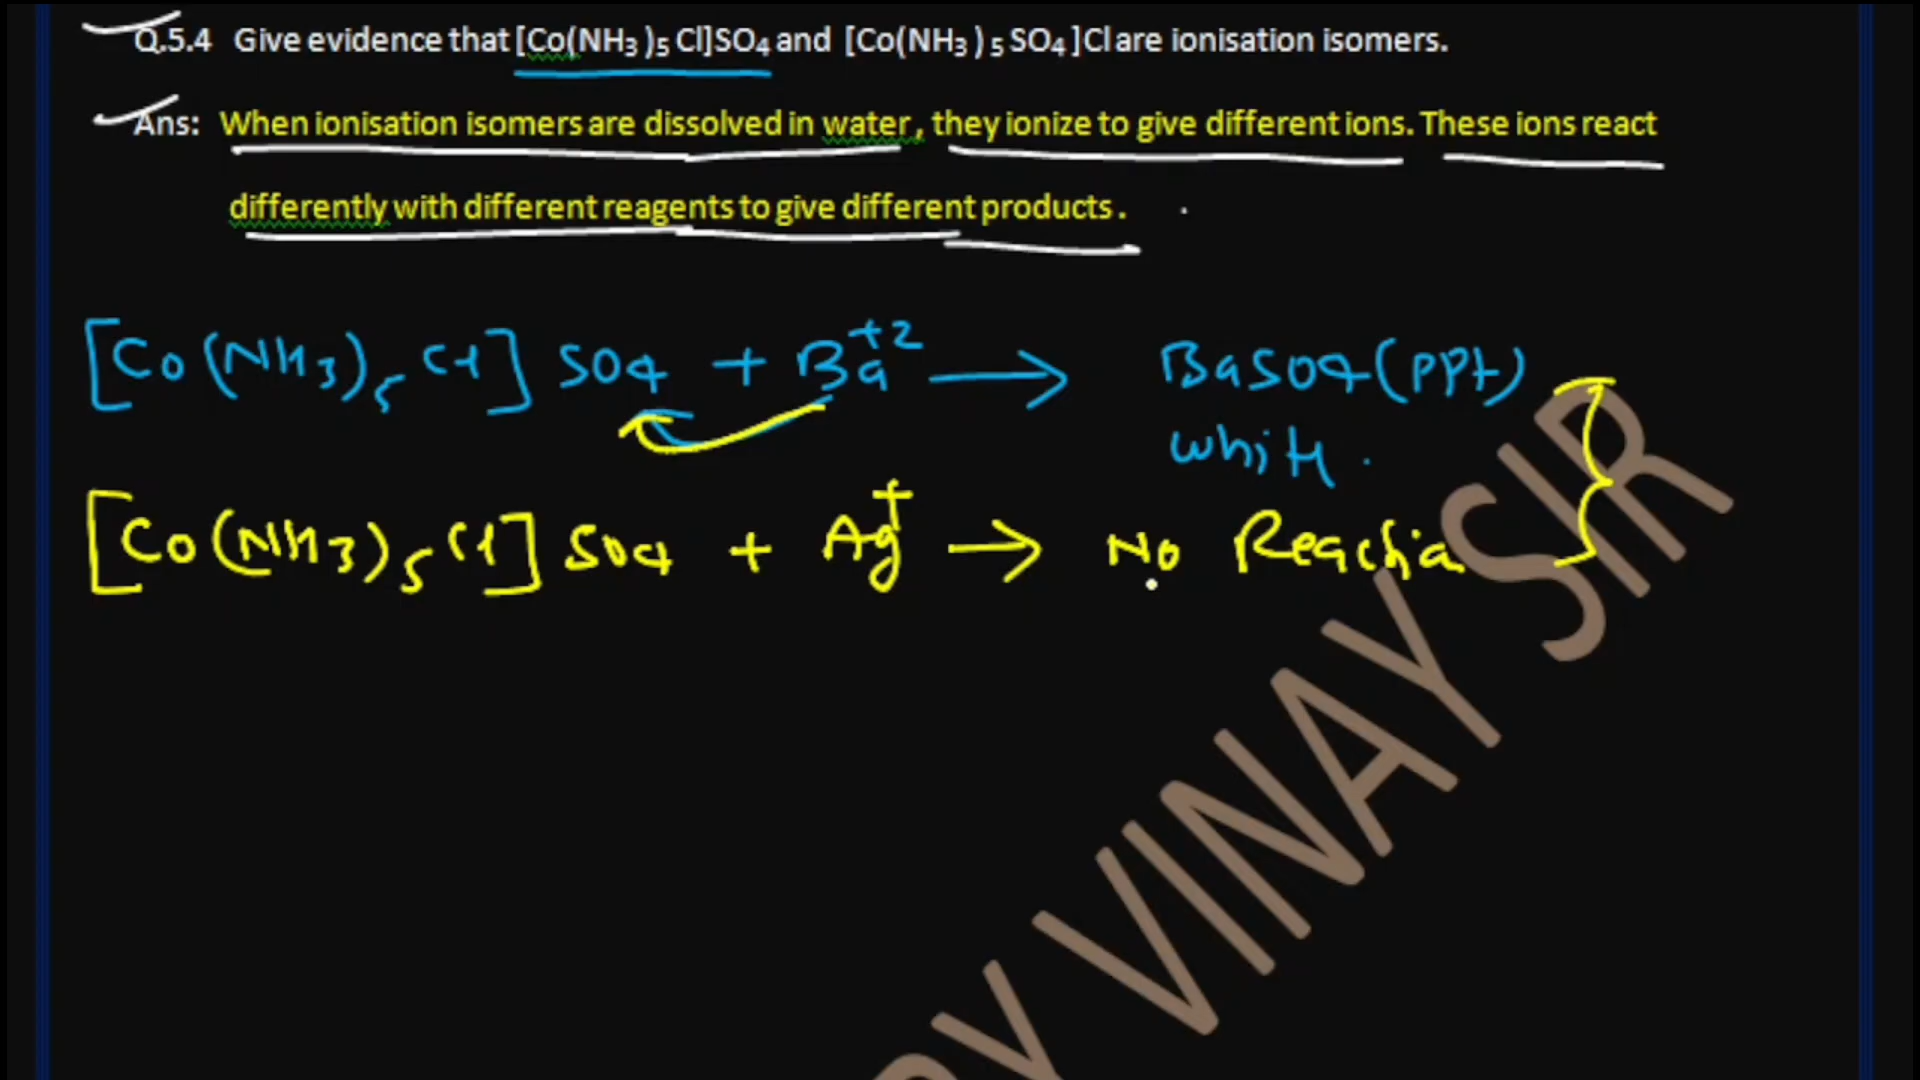 Q.5.4 Give evidence that [Co(NH3)5 Cl]SO4 and [Co(NH3)5 SO4]Cl are ionisation isomers.
Ans: When ionisation isomers are dissolved in water, they ionize to give different ions. These ions react
differently with different reagents to give different products.
[Co(NH3)5 Cl] SO4 + Ba+2 → BaSO4 (ppt)
white.
[Co(NH3)5 Cl] SO4 + Ag+ → No Reaction
BY VINAY SIR